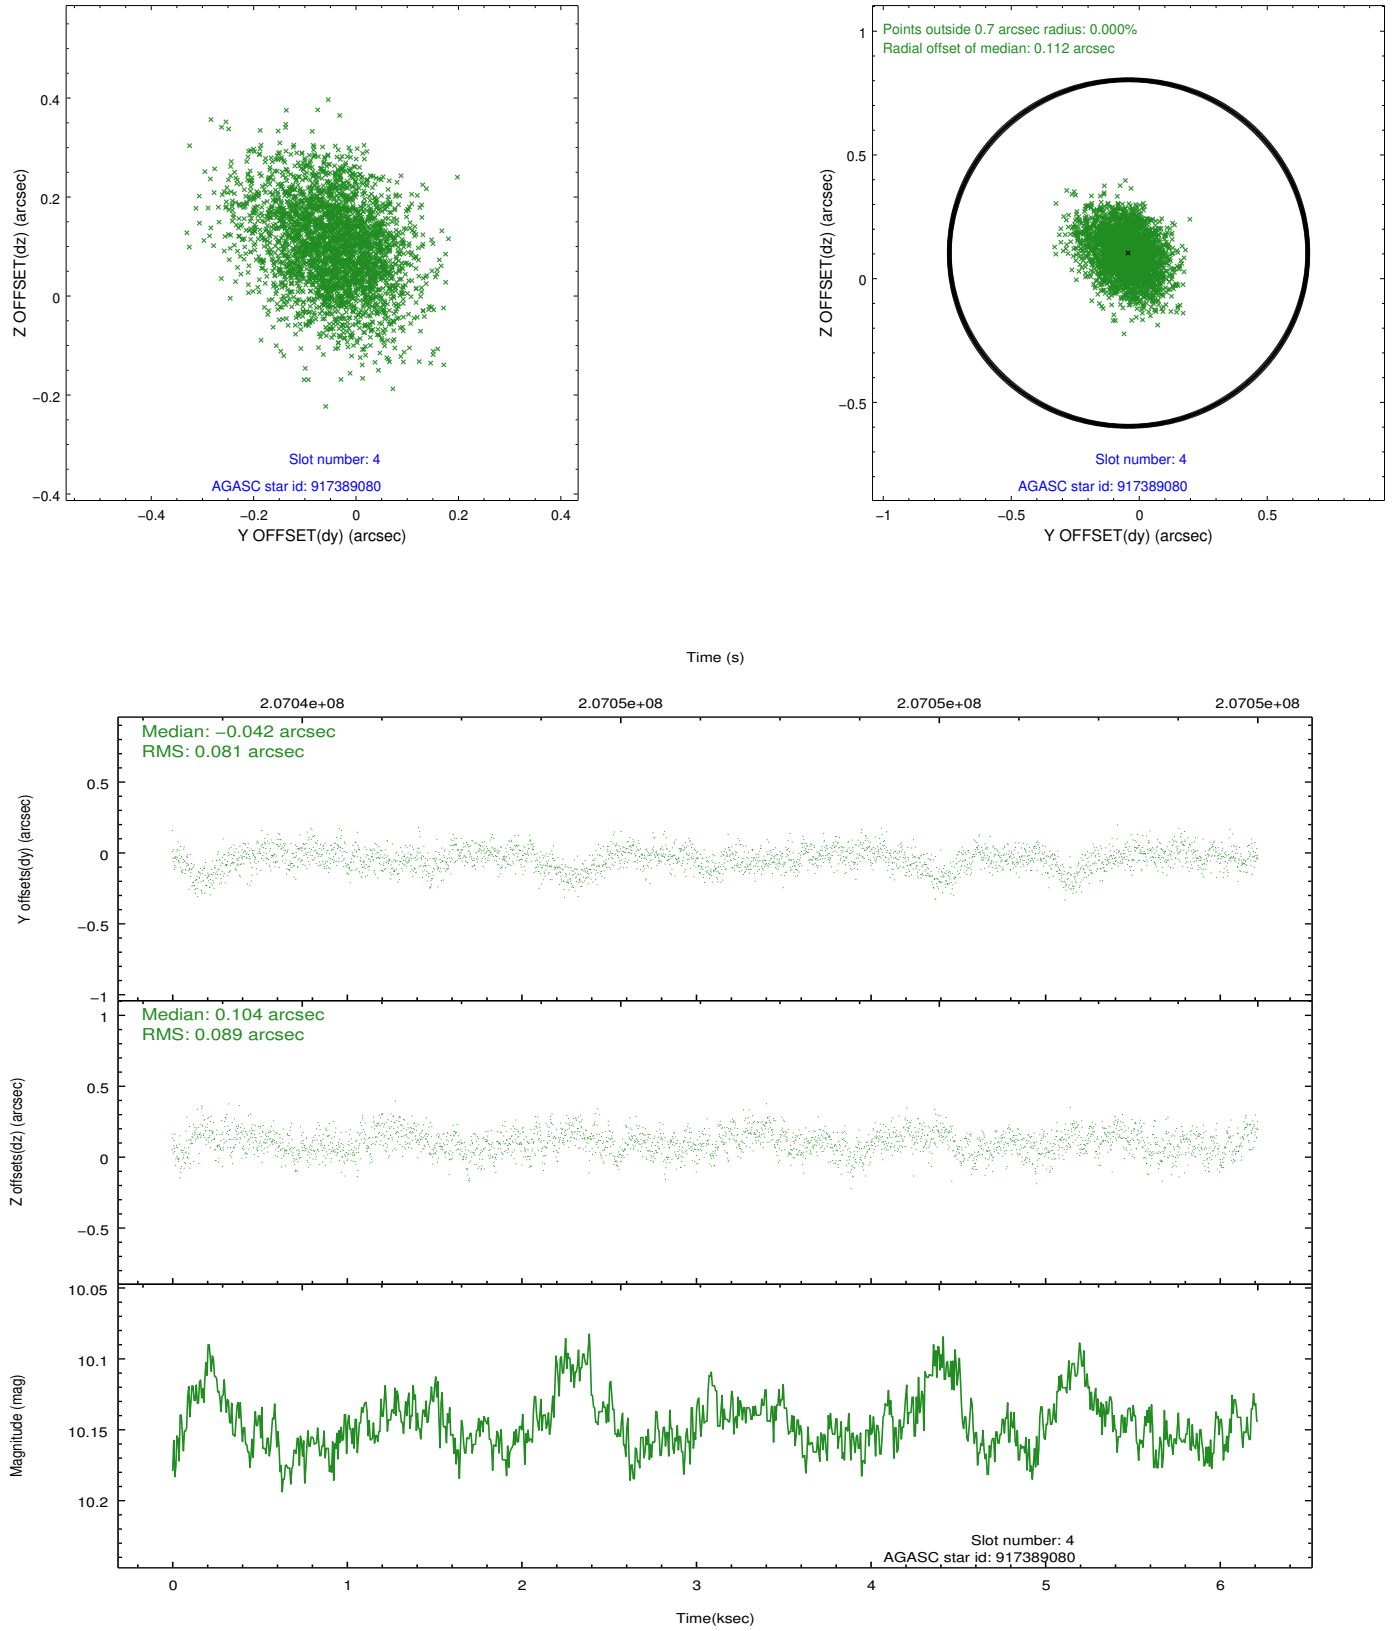 0.4
0.2
0
−0.2
−0.4
Z OFFSET(dz) (arcsec)
Slot number: 4
AGASC star id: 917389080
−0.4
−0.2
0
0.2
0.4
Y OFFSET(dy) (arcsec)
Points outside 0.7 arcsec radius: 0.000%
Radial offset of median: 0.112 arcsec
1
0.5
0
−0.5
Z OFFSET(dz) (arcsec)
Slot number: 4
AGASC star id: 917389080
−1
−0.5
0
0.5
Y OFFSET(dy) (arcsec)
Time (s)
2.0704e+08
2.0705e+08
2.0705e+08
2.0705e+08
Median: −0.042 arcsec
RMS: 0.081 arcsec
0.5
0
−0.5
−1
Y offsets(dy) (arcsec)
Median: 0.104 arcsec
RMS: 0.089 arcsec
1
0.5
0
−0.5
Z offsets(dz) (arcsec)
10.05
10.1
10.15
10.2
Magnitude (mag)
Slot number: 4
AGASC star id: 917389080
0
1
2
3
4
5
6
Time(ksec)